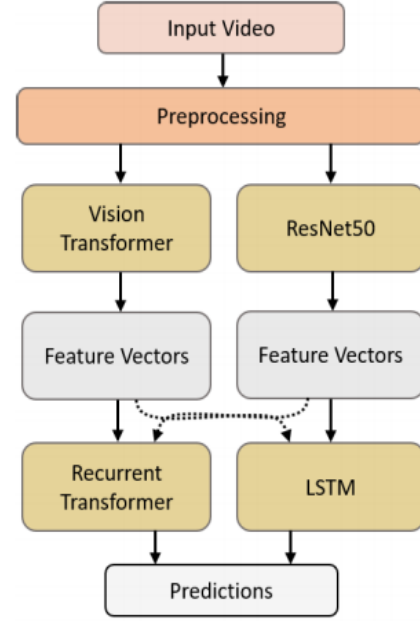 Input Video
Preprocessing
Vision
Transformer
ResNet50
Feature Vectors
Feature Vectors
Recurrent
Transformer
LSTM
Predictions